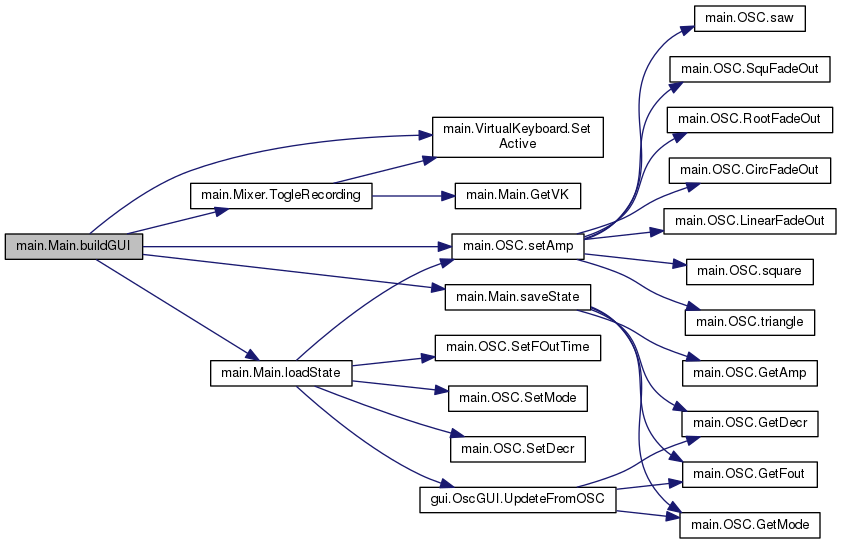 main.OSC.saw
main.OSC.SquFadeOut
main.OSC.RootFadeOut
main.VirtualKeyboard.Set
Active
main.OSC.CircFadeOut
main.Mixer.TogleRecording
main.Main.GetVK
main.OSC.LinearFadeOut
main.Main.buildGUI
main.OSC.setAmp
main.OSC.square
main.Main.saveState
main.OSC.triangle
main.OSC.SetFOutTime
main.Main.loadState
main.OSC.GetAmp
main.OSC.SetMode
main.OSC.GetDecr
main.OSC.SetDecr
main.OSC.GetFout
gui.OscGUI.UpdeteFromOSC
main.OSC.GetMode